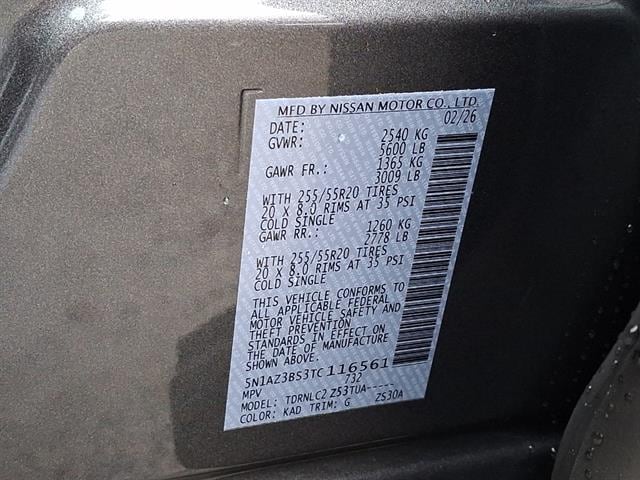 MFD BY NISSAN MOTOR CO., LTD.
DATE: 02/26
GVWR: 2540 KG
5600 LB
GAWR FR.: 1365 KG
3009 LB
WITH 255/55R20 TIRES
20 X 8.0 RIMS AT 35 PSI
COLD SINGLE
GAWR RR.: 1260 KG
2778 LB
WITH 255/55R20 TIRES
20 X 8.0 RIMS AT 35 PSI
COLD SINGLE
THIS VEHICLE CONFORMS TO
ALL APPLICABLE FEDERAL
MOTOR VEHICLE SAFETY AND
THEFT PREVENTION
STANDARDS IN EFFECT ON
THE DATE OF MANUFACTURE
SHOWN ABOVE.
5N1AZ3BS3TC116561
MPV 732
MODEL: TDRNLC2 Z53TUA-----
COLOR: KAD TRIM: G ZS30A